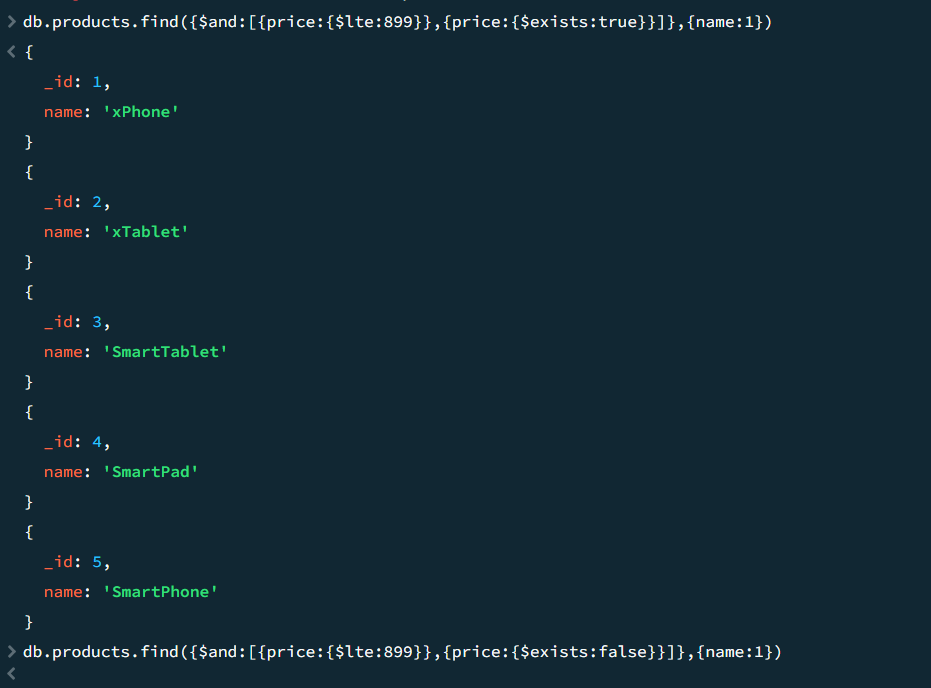 > db.products.find({$and:[{price:{$lte:899}},{price:{$exists:true}}]},{name:1})
< {
_id: 1,
name: 'xPhone'
}
{
_id: 2,
name: 'xTablet'
}
{
_id: 3,
name: 'SmartTablet'
}
{
_id: 4,
name: 'SmartPad'
}
{
_id: 5,
name: 'SmartPhone'
}
> db.products.find({$and:[{price:{$lte:899}},{price:{$exists:false}}]},{name:1})
<